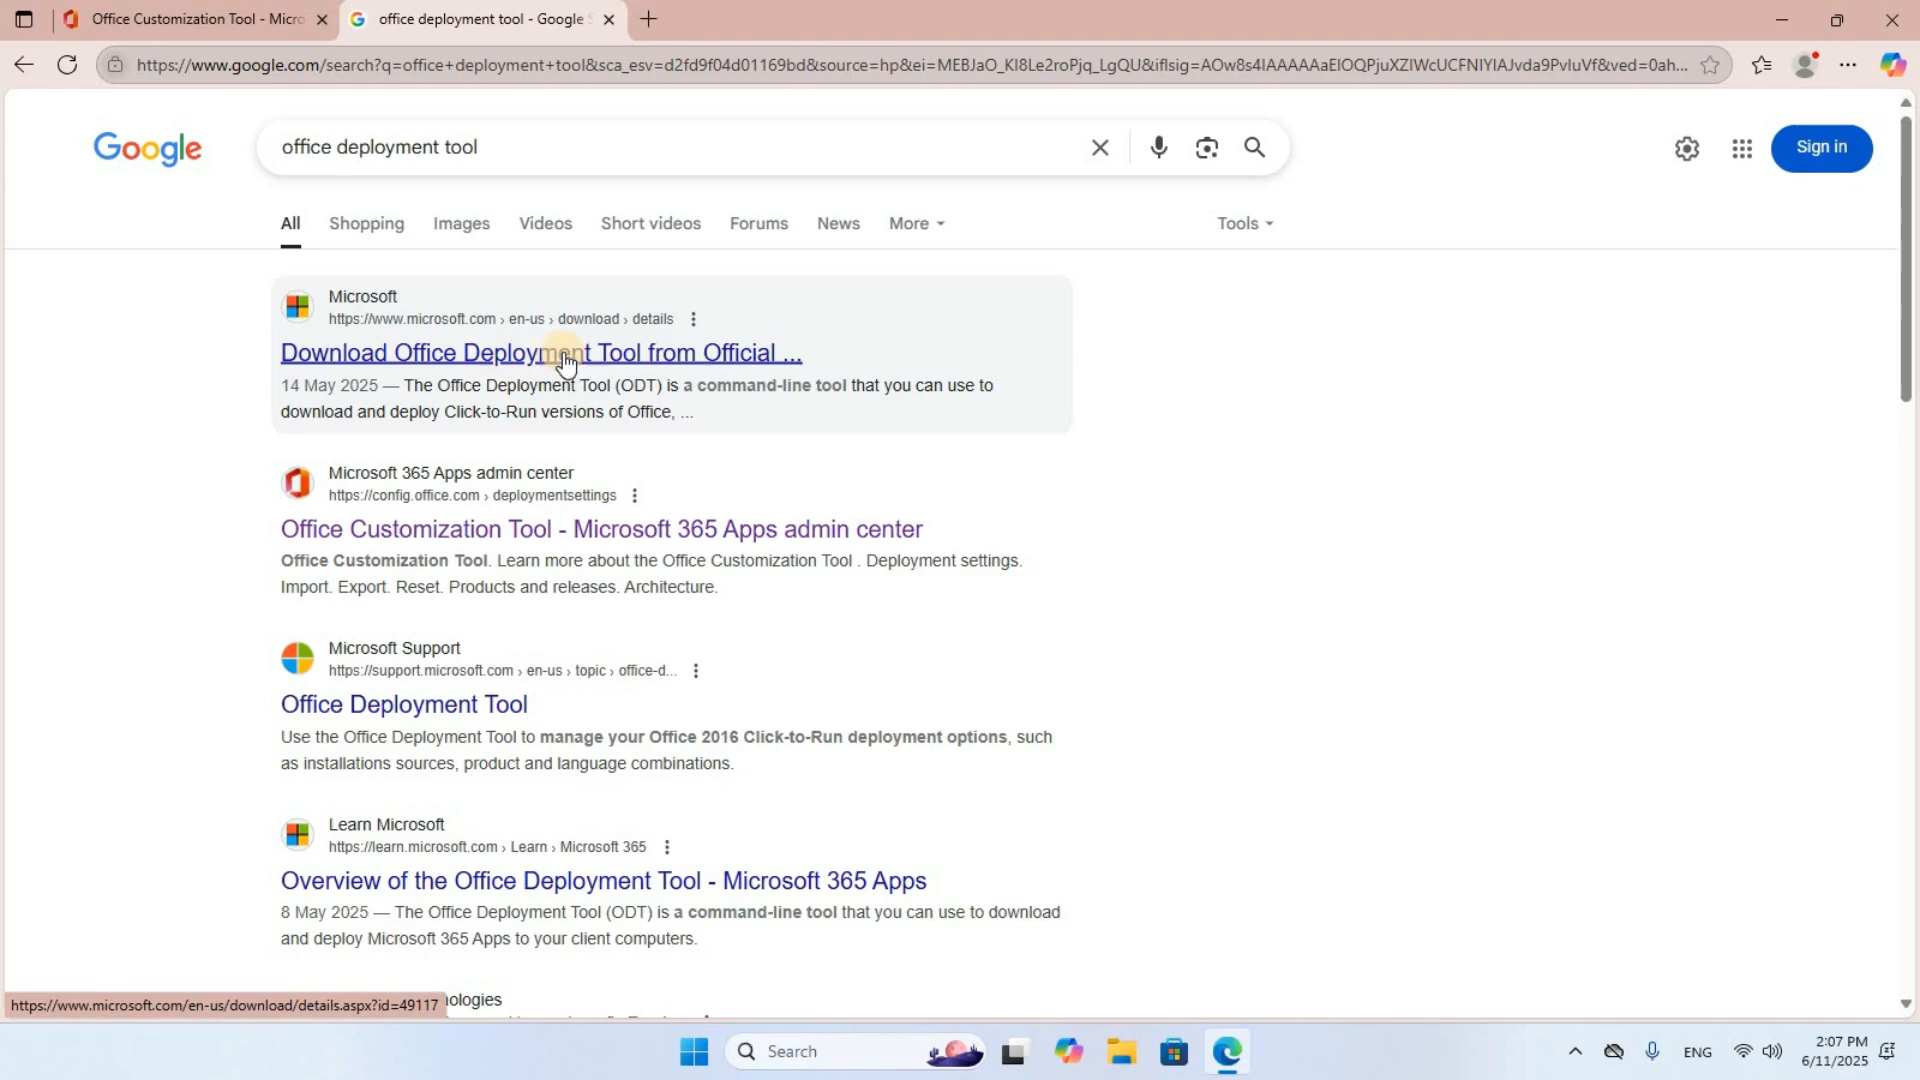 Office Customization Tool - Micro
office deployment tool - Google S
https://www.google.com/search?q=office+deployment+tool&sca_esv=d2fd9f04d01169bd&source=hp&ei=MEBJaO_KI8Le2roPjq_LgQU&iflsig=AOw8s4IAAAAAaEIOQPjuXZIWcUCFNIYIAJvda9PvIuVf&ved=0ah...
Google
office deployment tool
Sign in
All
Shopping
Images
Videos
Short videos
Forums
News
More
Tools
Microsoft
https://www.microsoft.com › en-us › download › details
Download Office Deployment Tool from Official ...
14 May 2025 — The Office Deployment Tool (ODT) is a command-line tool that you can use to
download and deploy Click-to-Run versions of Office, ...
Microsoft 365 Apps admin center
https://config.office.com › deploymentsettings
Office Customization Tool - Microsoft 365 Apps admin center
Office Customization Tool. Learn more about the Office Customization Tool . Deployment settings.
Import. Export. Reset. Products and releases. Architecture.
Microsoft Support
https://support.microsoft.com › en-us › topic › office-d...
Office Deployment Tool
Use the Office Deployment Tool to manage your Office 2016 Click-to-Run deployment options, such
as installations sources, product and language combinations.
Learn Microsoft
https://learn.microsoft.com › Learn › Microsoft 365
Overview of the Office Deployment Tool - Microsoft 365 Apps
8 May 2025 — The Office Deployment Tool (ODT) is a command-line tool that you can use to download
and deploy Microsoft 365 Apps to your client computers.
https://www.microsoft.com/en-us/download/details.aspx?id=49117
nologies
Search
ENG
2:07 PM
6/11/2025